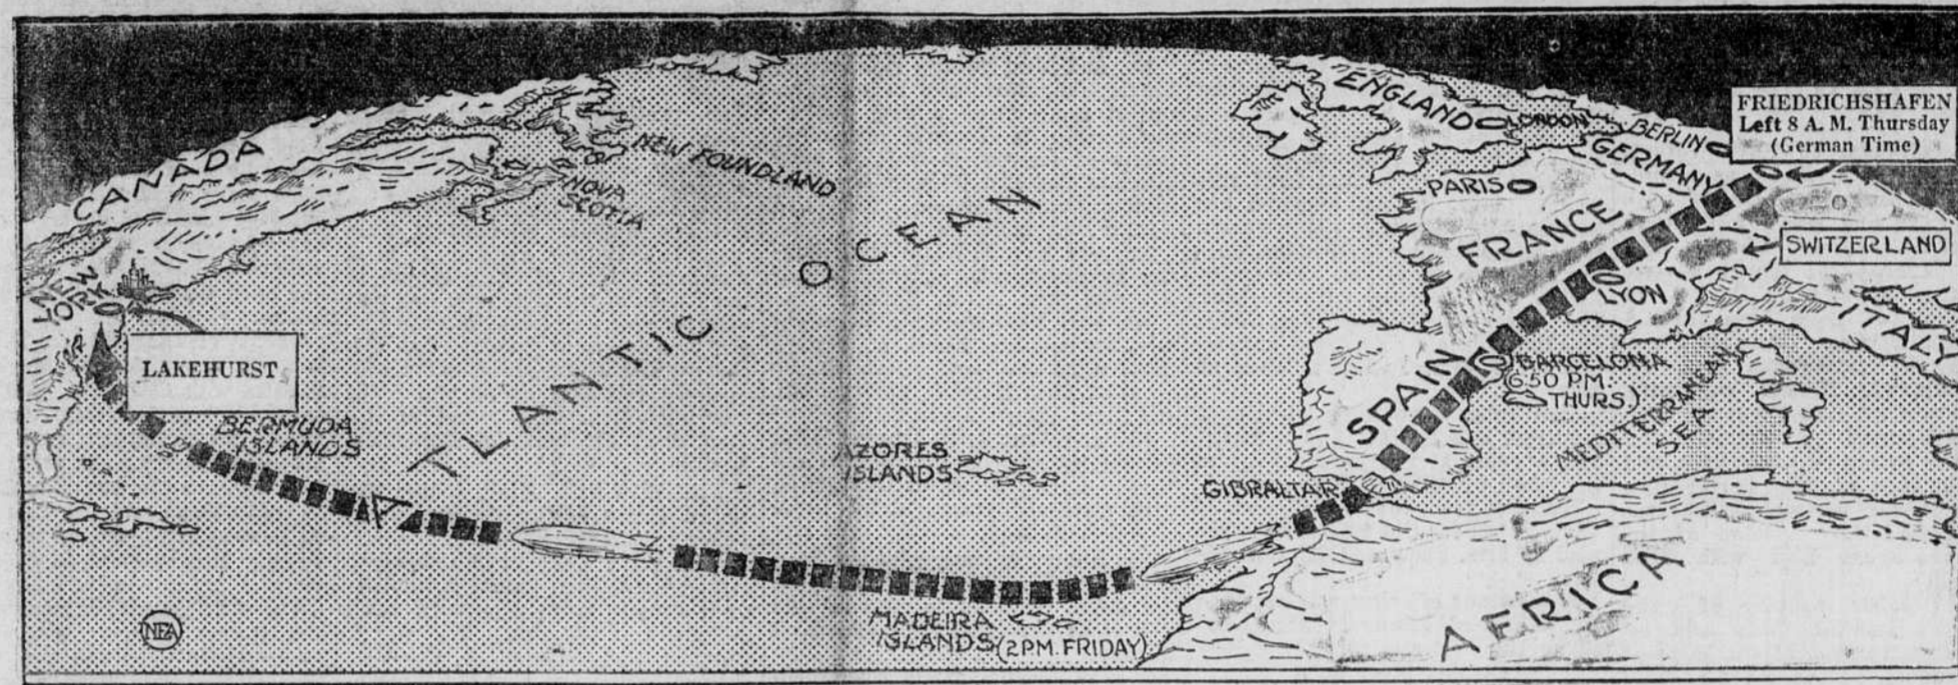 CANADA
NEW FOUNDLAND
NOVA
SCOTIA
NEW
YORK
LAKEHURST
BERMUDA
ISLANDS
ATLANTIC OCEAN
AZORES
ISLANDS
MADEIRA
ISLANDS (2 PM. FRIDAY)
GIBRALTAR
ENGLAND
LONDON
BERLIN
GERMANY
FRIEDRICHSHAFEN
Left 8 A. M. Thursday
(German Time)
PARIS
FRANCE
SWITZERLAND
LYON
ITALY
SPAIN
BARCELONA
(6:50 PM.
THURS.)
MEDITERRANEAN
SEA
AFRICA
NEA